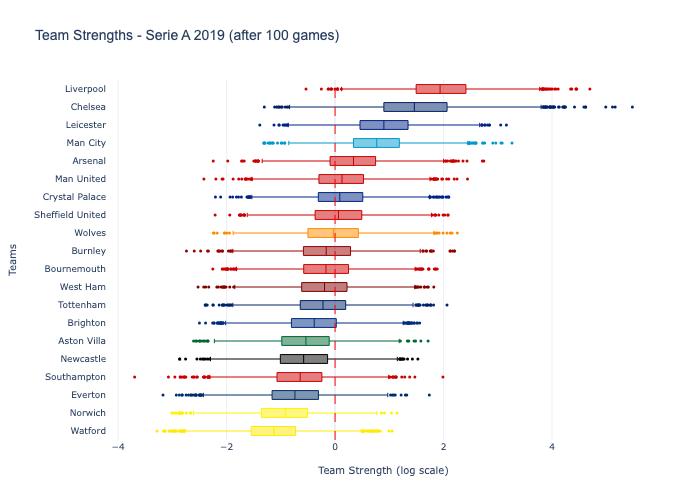 Team Strengths - Serie A 2019 (after 100 games)
Liverpool
Chelsea
Leicester
Man City
Arsenal
Man United
Crystal Palace
Sheffield United
Wolves
Burnley
Bournemouth
West Ham
Tottenham
Brighton
Aston Villa
Newcastle
Southampton
Everton
Norwich
Watford
Teams
−4 −2 0 2 4
Team Strength (log scale)